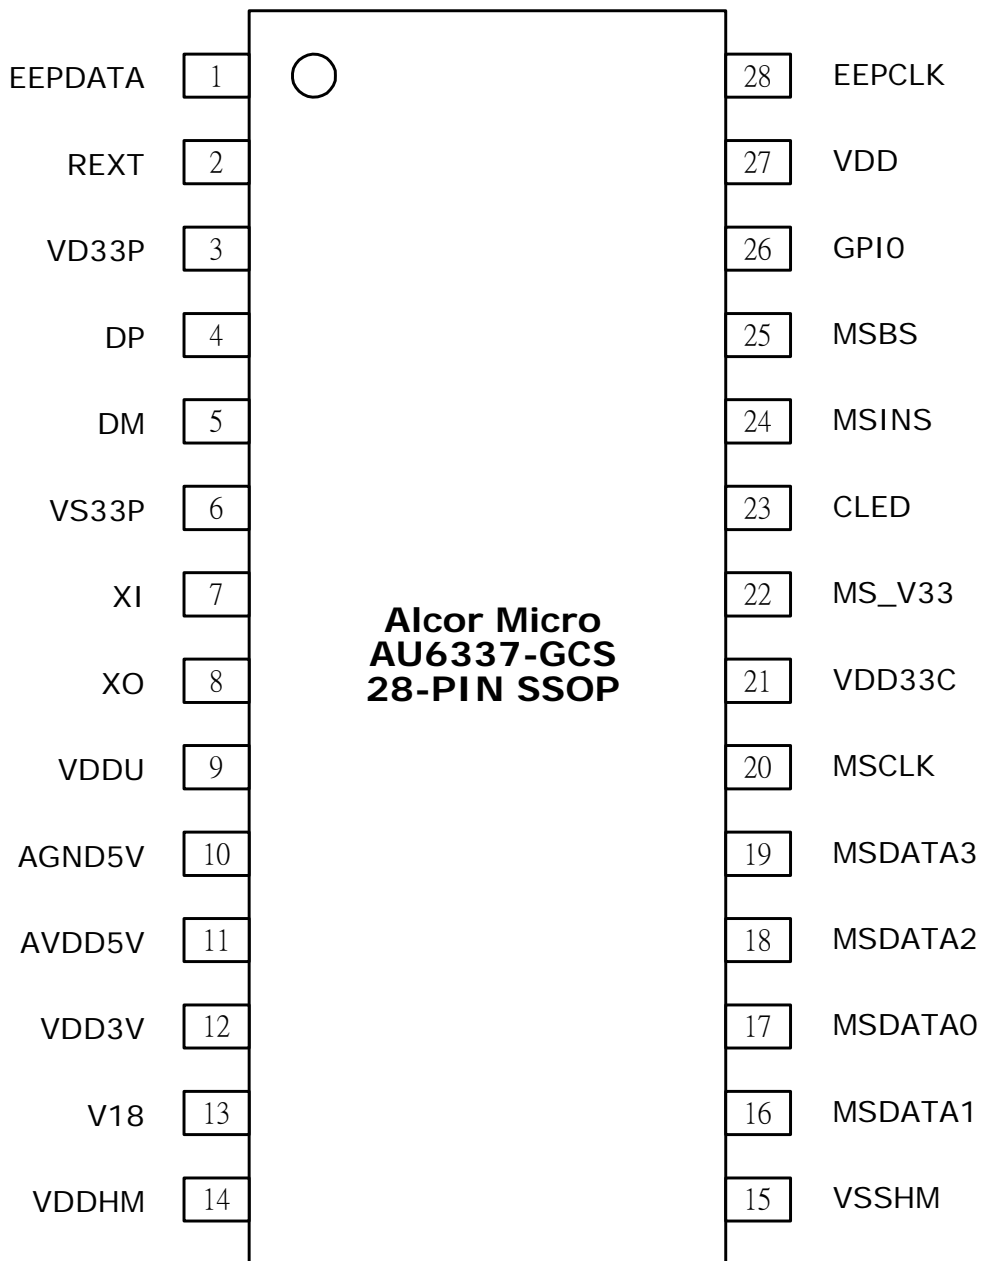 EEPDATA 1 28 EEPCLK
REXT 2 27 VDD
VD33P 3 26 GPI0
DP 4 25 MSBS
DM 5 24 MSINS
VS33P 6 23 CLED
XI 7 22 MS_V33
Alcor Micro
AU6337-GCS
28-PIN SSOP
XO 8 21 VDD33C
VDDU 9 20 MSCLK
AGND5V 10 19 MSDATA3
AVDD5V 11 18 MSDATA2
VDD3V 12 17 MSDATA0
V18 13 16 MSDATA1
VDDHM 14 15 VSSHM